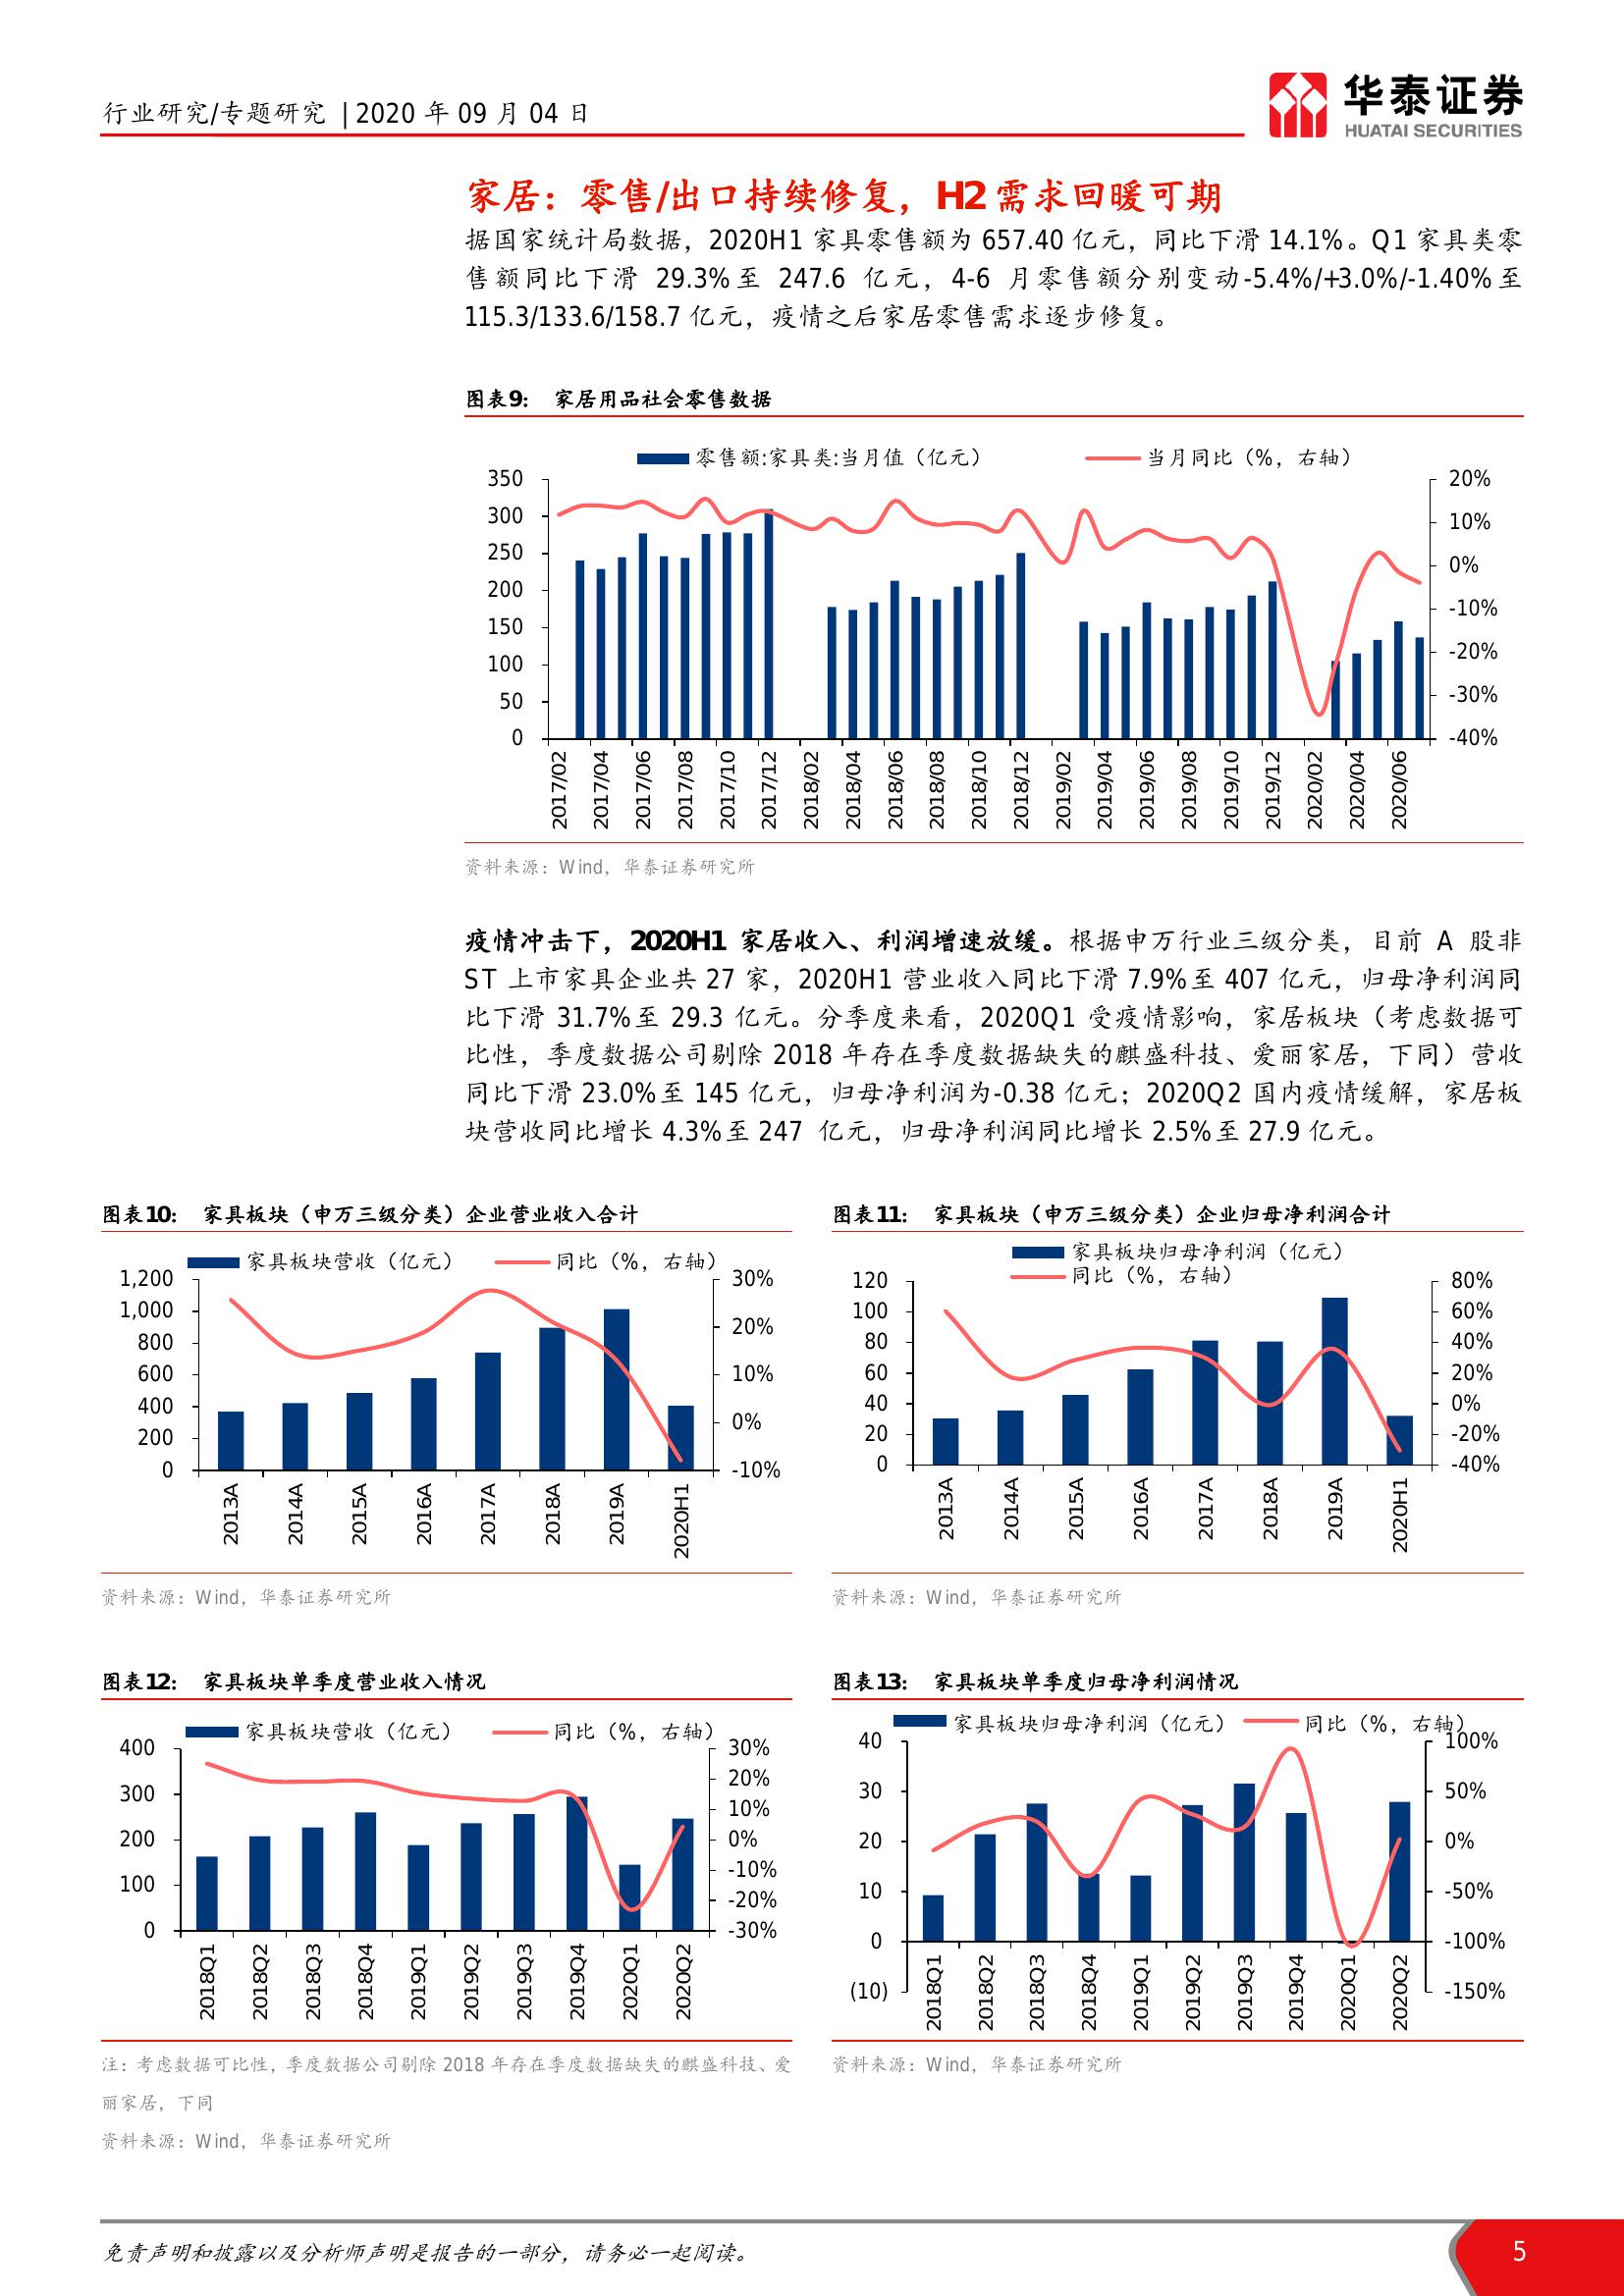 行业研究/专题研究 | 2020 年 09 月 04 日
华泰证券
HUATAI SECURITIES
家居：零售/出口持续修复，H2 需求回暖可期
据国家统计局数据，2020H1 家具零售额为 657.40 亿元，同比下滑 14.1%。Q1 家具类零
售额同比下滑 29.3%至 247.6 亿元，4-6 月零售额分别变动-5.4%/+3.0%/-1.40%至
115.3/133.6/158.7 亿元，疫情之后家居零售需求逐步修复。
图表9： 家居用品社会零售数据
零售额:家具类:当月值（亿元） 当月同比（%，右轴）
350 20%
300 10%
250 0%
200 -10%
150 -20%
100 -30%
50
0 -40%
2017/02 2017/04 2017/06 2017/08 2017/10 2017/12 2018/02 2018/04 2018/06 2018/08 2018/10 2018/12 2019/02 2019/04 2019/06 2019/08 2019/10 2019/12 2020/02 2020/04 2020/06
资料来源：Wind，华泰证券研究所
疫情冲击下，2020H1 家居收入、利润增速放缓。根据申万行业三级分类，目前 A 股非
ST 上市家具企业共 27 家，2020H1 营业收入同比下滑 7.9%至 407 亿元，归母净利润同
比下滑 31.7%至 29.3 亿元。分季度来看，2020Q1 受疫情影响，家居板块（考虑数据可
比性，季度数据公司剔除 2018 年存在季度数据缺失的麒盛科技、爱丽家居，下同）营收
同比下滑 23.0%至 145 亿元，归母净利润为-0.38 亿元；2020Q2 国内疫情缓解，家居板
块营收同比增长 4.3%至 247 亿元，归母净利润同比增长 2.5%至 27.9 亿元。
图表10： 家具板块（申万三级分类）企业营业收入合计
家具板块营收（亿元） 同比（%，右轴）
1,200 30%
1,000
800 20%
600 10%
400 0%
200
0 -10%
2013A 2014A 2015A 2016A 2017A 2018A 2019A 2020H1
资料来源：Wind，华泰证券研究所
图表11： 家具板块（申万三级分类）企业归母净利润合计
家具板块归母净利润（亿元）
同比（%，右轴）
120 80%
100 60%
80 40%
60 20%
40 0%
20 -20%
0 -40%
2013A 2014A 2015A 2016A 2017A 2018A 2019A 2020H1
资料来源：Wind，华泰证券研究所
图表12： 家具板块单季度营业收入情况
家具板块营收（亿元） 同比（%，右轴）
400 30%
20%
300 10%
200 0%
-10%
100 -20%
0 -30%
2018Q1 2018Q2 2018Q3 2018Q4 2019Q1 2019Q2 2019Q3 2019Q4 2020Q1 2020Q2
注：考虑数据可比性，季度数据公司剔除 2018 年存在季度数据缺失的麒盛科技、爱
丽家居，下同
资料来源：Wind，华泰证券研究所
图表13： 家具板块单季度归母净利润情况
家具板块归母净利润（亿元） 同比（%，右轴）
40 100%
30 50%
20 0%
10 -50%
0 -100%
(10) -150%
2018Q1 2018Q2 2018Q3 2018Q4 2019Q1 2019Q2 2019Q3 2019Q4 2020Q1 2020Q2
资料来源：Wind，华泰证券研究所
免责声明和披露以及分析师声明是报告的一部分，请务必一起阅读。
5